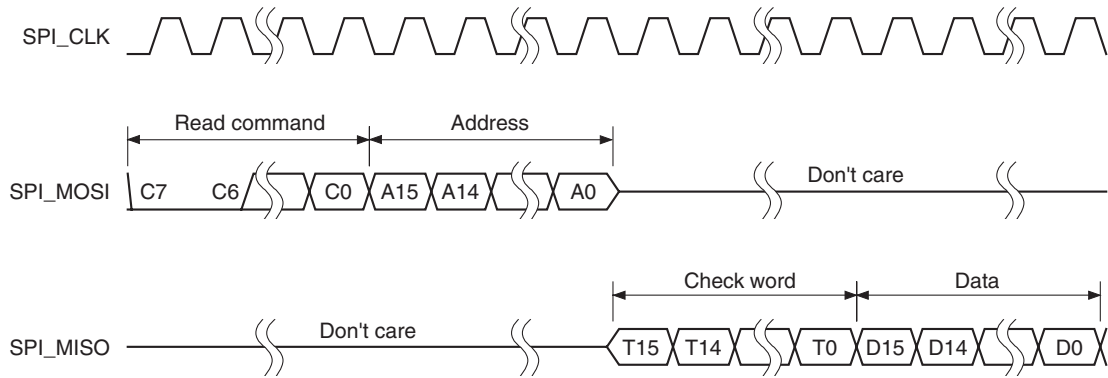 SPI_CLK
Read command Address
SPI_MOSI C7 C6 C0 A15 A14 A0 Don't care
Check word Data
SPI_MISO Don't care T15 T14 T0 D15 D14 D0